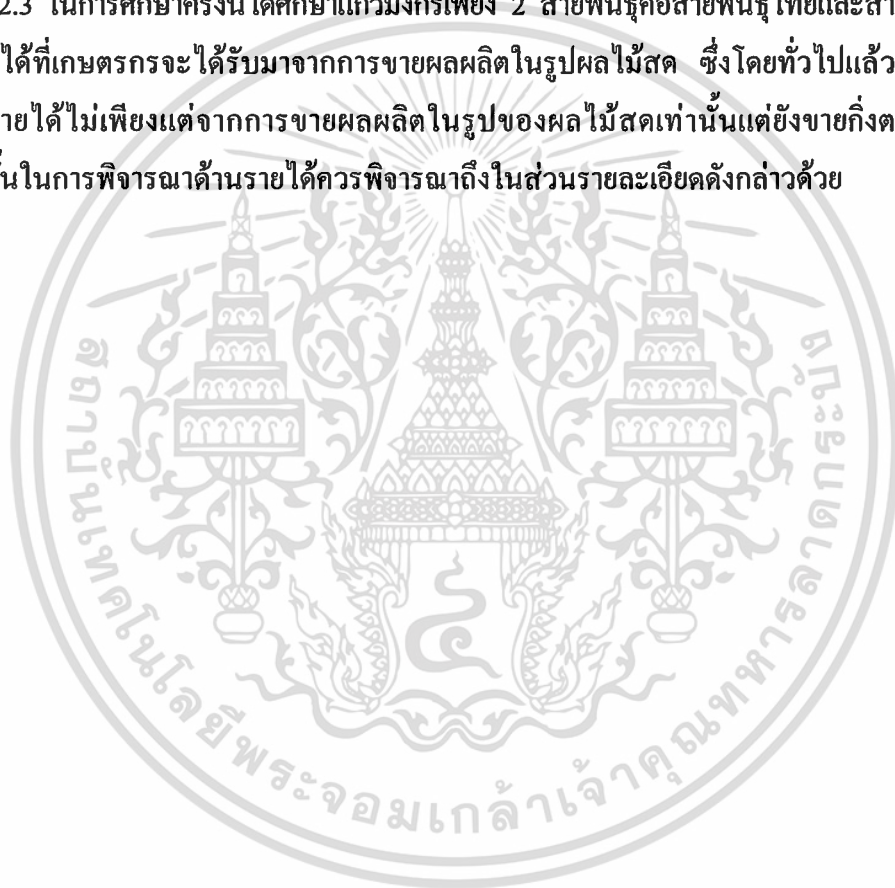 2.3 ในการศึกษาครั้งนี้ได้ศึกษาแก้วมังกรเพียง 2 สายพันธุ์คือสายพันธุ์ไทยและสา
ได้ที่เกษตรกรจะได้รับมาจากการขายผลผลิตในรูปผลไม้สด ซึ่งโดยทั่วไปแล้ว
ายได้ไม่เพียงแต่จากการขายผลผลิตในรูปของผลไม้สดเท่านั้นแต่ยังขายกิ่งต
นในการพิจารณาด้านรายได้ควรพิจารณาถึงในส่วนรายละเอียดดังกล่าวด้วย
สถาบันเทคโนโลยีพระจอมเกล้าเจ้าคุณทหารลาดกระบัง